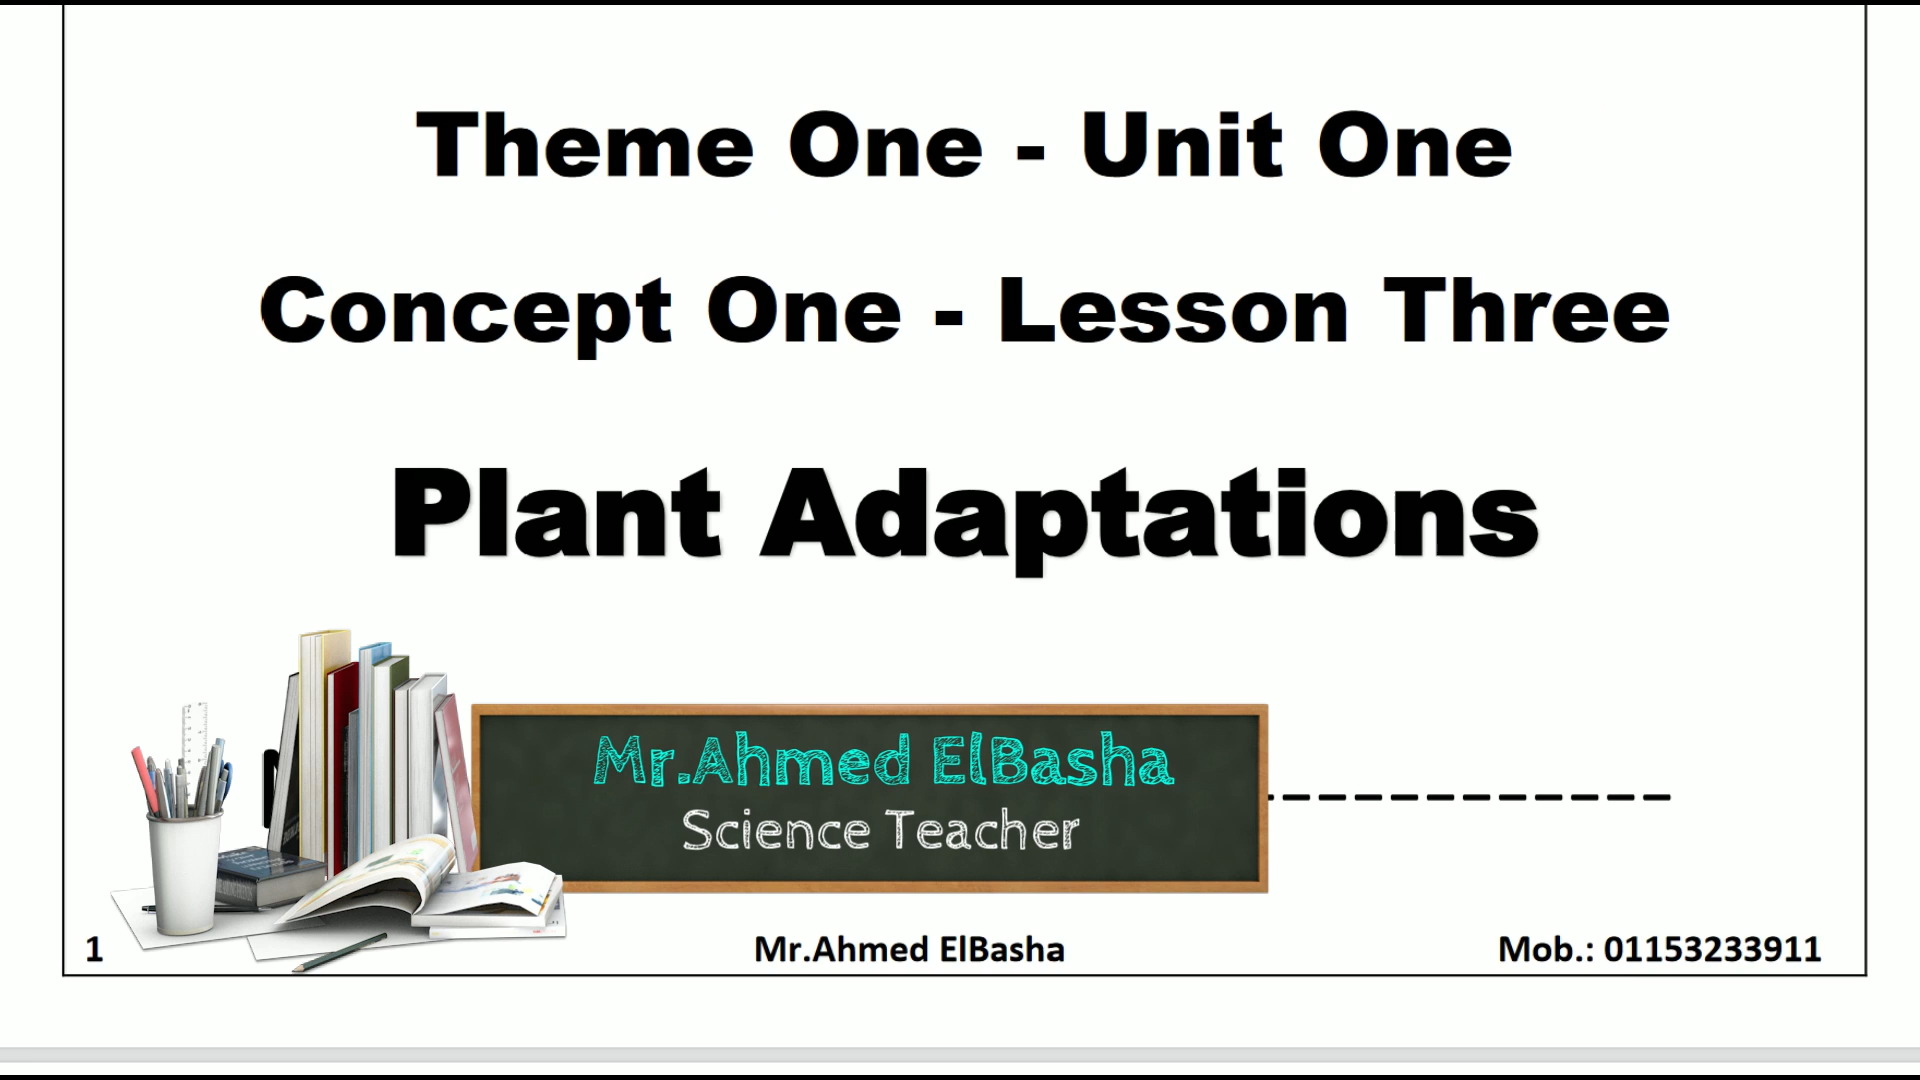 Theme One - Unit One
Concept One - Lesson Three
Plant Adaptations
Mr.Ahmed ElBasha
Science Teacher
1 Mr.Ahmed ElBasha Mob.: 01153233911